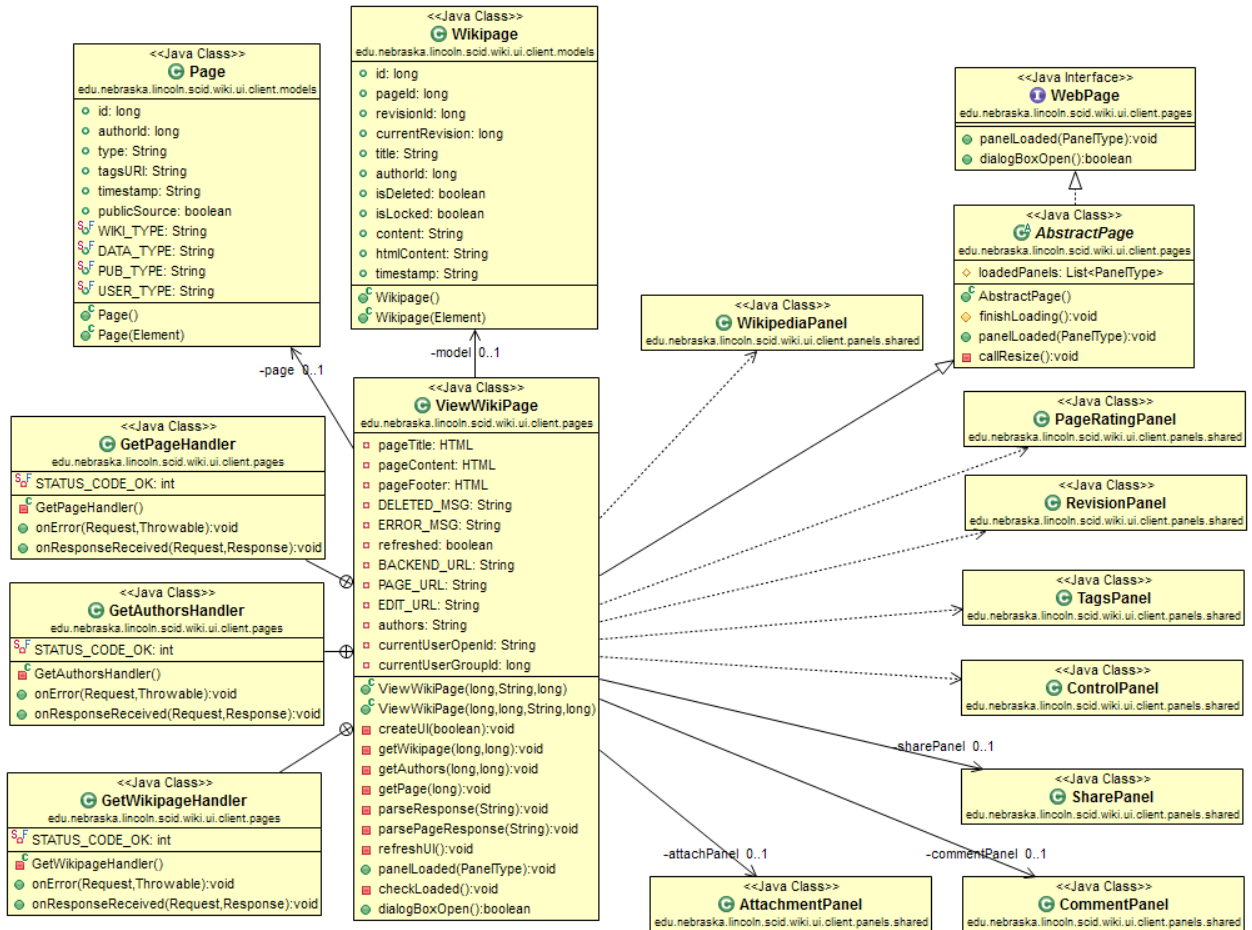 <<Java Class>>
Page
edu.nebraska.lincoln.scid.wiki.ui.client.models
id: long
authorId: long
type: String
tagsURI: String
timestamp: String
publicSource: boolean
WIKI_TYPE: String
DATA_TYPE: String
PUB_TYPE: String
USER_TYPE: String
Page()
Page(Element)
<<Java Class>>
Wikipage
edu.nebraska.lincoln.scid.wiki.ui.client.models
id: long
pageId: long
revisionId: long
currentRevision: long
title: String
authorId: long
isDeleted: boolean
isLocked: boolean
content: String
htmlContent: String
timestamp: String
Wikipage()
Wikipage(Element)
<<Java Interface>>
WebPage
edu.nebraska.lincoln.scid.wiki.ui.client.pages
panelLoaded(PanelType):void
dialogBoxOpen():boolean
<<Java Class>>
AbstractPage
edu.nebraska.lincoln.scid.wiki.ui.client.pages
loadedPanels: List<PanelType>
AbstractPage()
finishLoading():void
panelLoaded(PanelType):void
callResize():void
<<Java Class>>
WikipediaPanel
edu.nebraska.lincoln.scid.wiki.ui.client.panels.shared
-page 0..1
-model 0..1
<<Java Class>>
ViewWikiPage
edu.nebraska.lincoln.scid.wiki.ui.client.pages
pageTitle: HTML
pageContent: HTML
pageFooter: HTML
DELETED_MSG: String
ERROR_MSG: String
refreshed: boolean
BACKEND_URL: String
PAGE_URL: String
EDIT_URL: String
authors: String
currentUserOpenId: String
currentUserGroupId: long
ViewWikiPage(long,String,long)
ViewWikiPage(long,long,String,long)
createUI(boolean):void
getWikipage(long,long):void
getAuthors(long,long):void
getPage(long):void
parseResponse(String):void
parsePageResponse(String):void
refreshUI():void
panelLoaded(PanelType):void
checkLoaded():void
dialogBoxOpen():boolean
<<Java Class>>
GetPageHandler
edu.nebraska.lincoln.scid.wiki.ui.client.pages
STATUS_CODE_OK: int
GetPageHandler()
onError(Request,Throwable):void
onResponseReceived(Request,Response):void
<<Java Class>>
GetAuthorsHandler
edu.nebraska.lincoln.scid.wiki.ui.client.pages
STATUS_CODE_OK: int
GetAuthorsHandler()
onError(Request,Throwable):void
onResponseReceived(Request,Response):void
<<Java Class>>
GetWikipageHandler
edu.nebraska.lincoln.scid.wiki.ui.client.pages
STATUS_CODE_OK: int
GetWikipageHandler()
onError(Request,Throwable):void
onResponseReceived(Request,Response):void
<<Java Class>>
PageRatingPanel
edu.nebraska.lincoln.scid.wiki.ui.client.panels.shared
<<Java Class>>
RevisionPanel
edu.nebraska.lincoln.scid.wiki.ui.client.panels.shared
<<Java Class>>
TagsPanel
edu.nebraska.lincoln.scid.wiki.ui.client.panels.shared
<<Java Class>>
ControlPanel
edu.nebraska.lincoln.scid.wiki.ui.client.panels.shared
-sharePanel 0..1
<<Java Class>>
SharePanel
edu.nebraska.lincoln.scid.wiki.ui.client.panels.shared
-attachPanel 0..1
-commentPanel 0..1
<<Java Class>>
AttachmentPanel
edu.nebraska.lincoln.scid.wiki.ui.client.panels.shared
<<Java Class>>
CommentPanel
edu.nebraska.lincoln.scid.wiki.ui.client.panels.shared